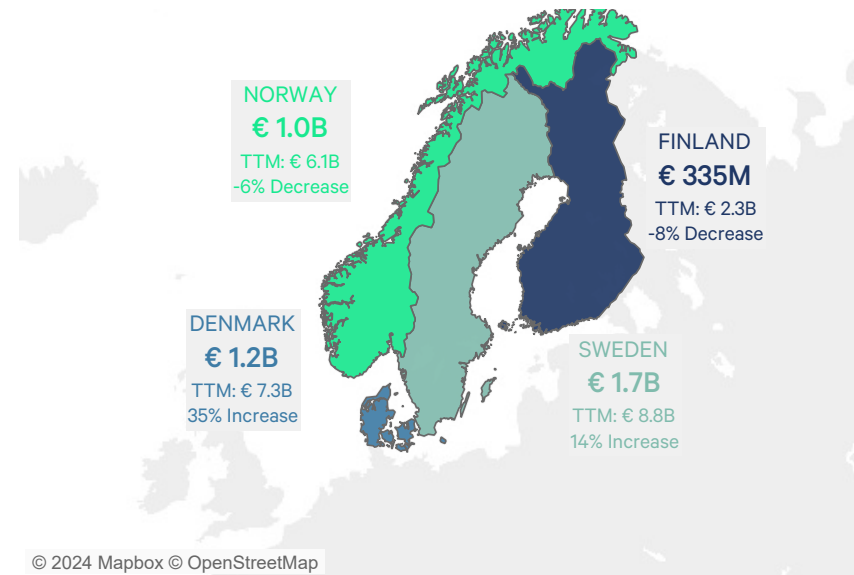 NORWAY
€ 1.0B
TTM: € 6.1B
-6% Decrease
FINLAND
€ 335M
TTM: € 2.3B
-8% Decrease
DENMARK
€ 1.2B
TTM: € 7.3B
35% Increase
SWEDEN
€ 1.7B
TTM: € 8.8B
14% Increase
© 2024 Mapbox © OpenStreetMap